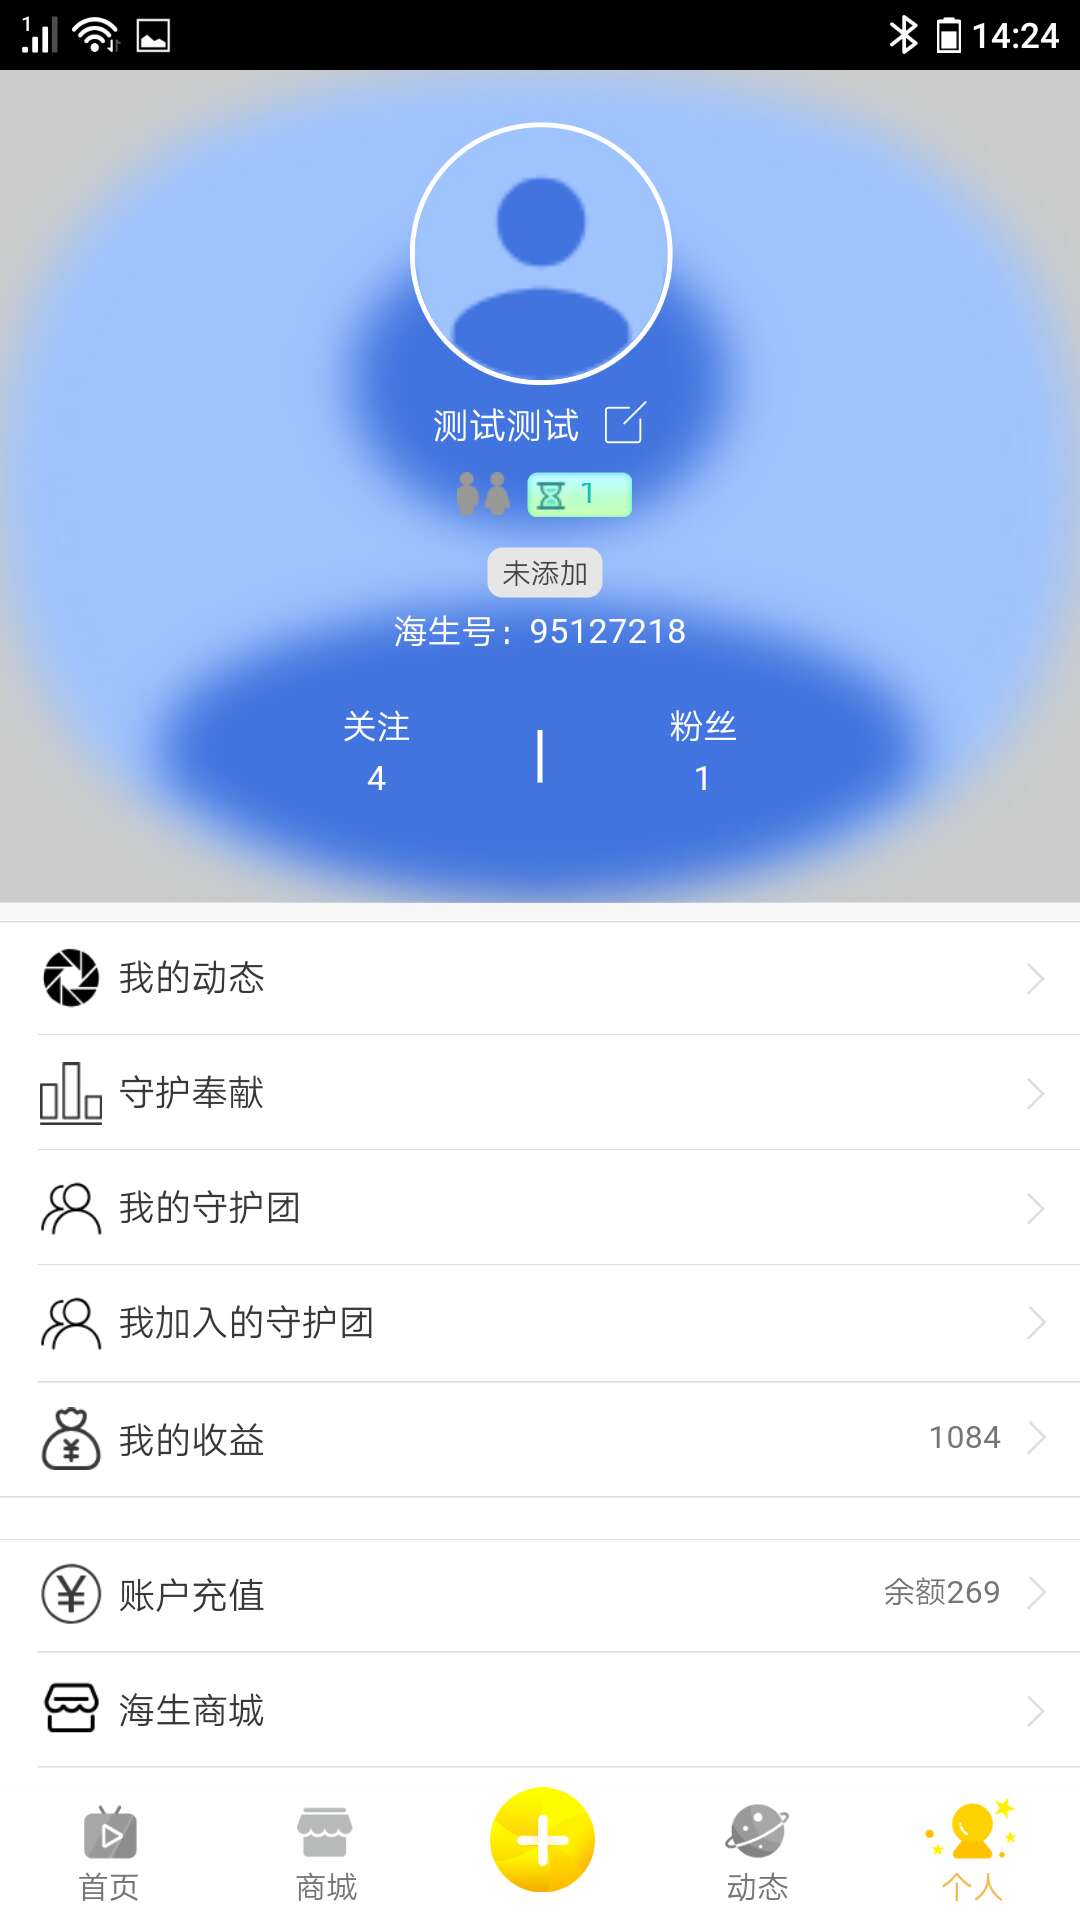 1
14:24
测试测试
1
未添加
海生号：95127218
关注
粉丝
4
1
我的动态
守护奉献
我的守护团
我加入的守护团
我的收益
1084
账户充值
余额269
海生商城
首页
商城
动态
个人